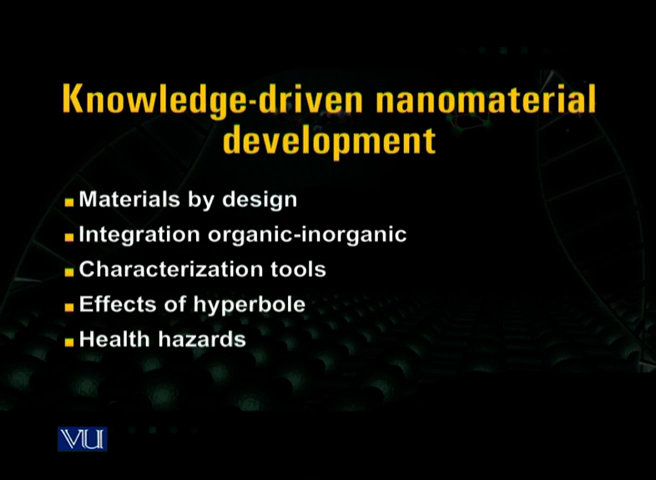 Knowledge-driven nanomaterial
development
Materials by design
Integration organic-inorganic
Characterization tools
Effects of hyperbole
Health hazards
VU